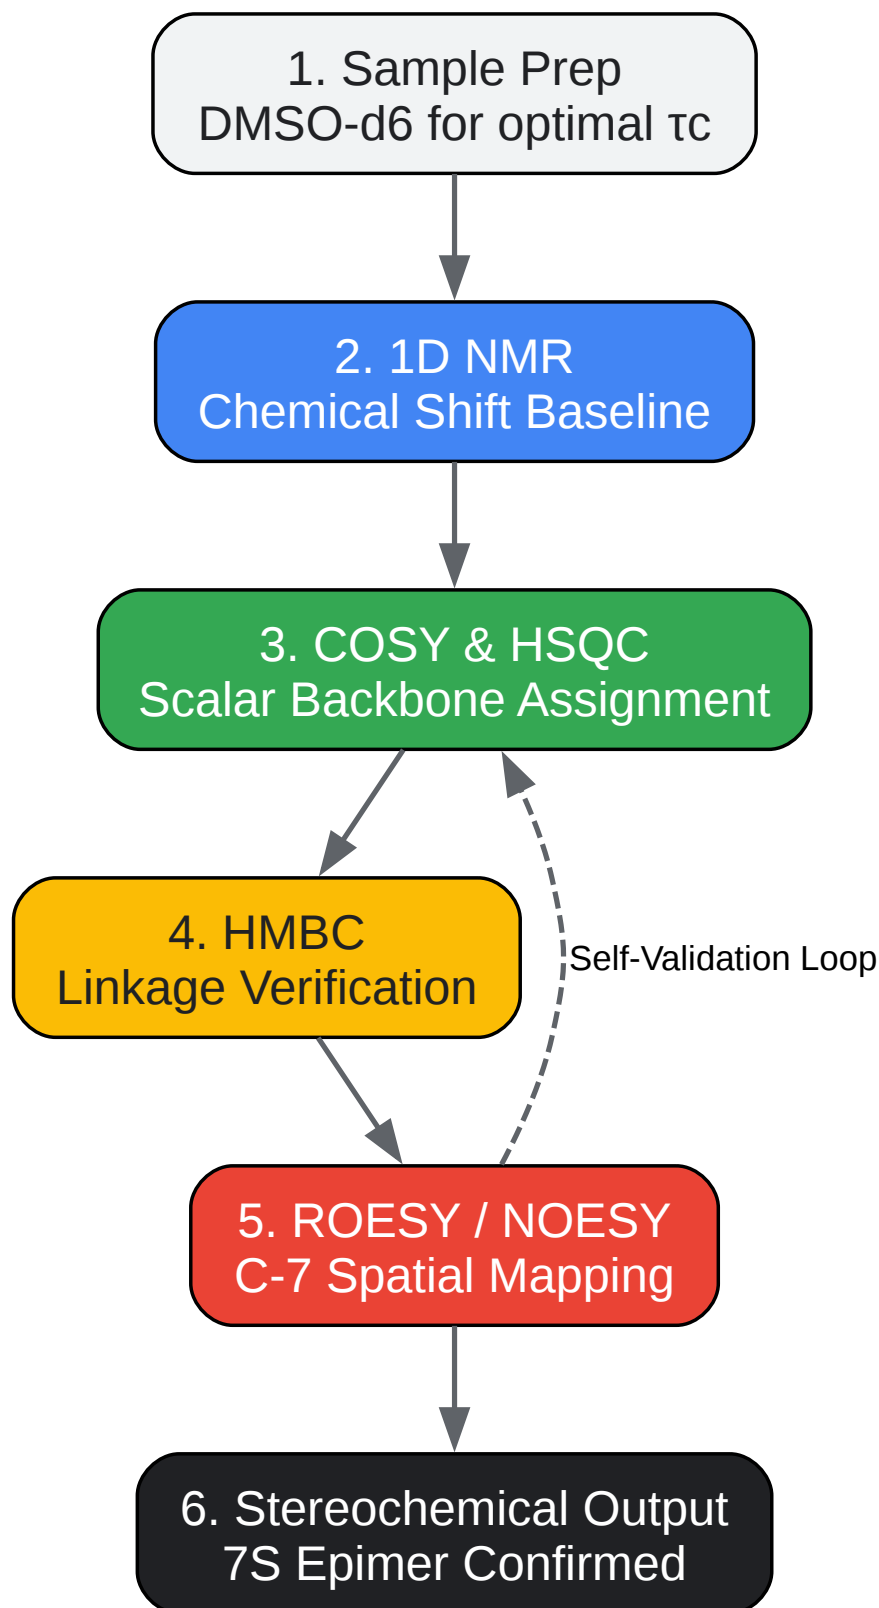 1. Sample Prep
DMSO-d6 for optimal τc
2. 1D NMR
Chemical Shift Baseline
3. COSY & HSQC
Scalar Backbone Assignment
4. HMBC
Linkage Verification
Self-Validation Loop
5. ROESY / NOESY
C-7 Spatial Mapping
6. Stereochemical Output
7S Epimer Confirmed